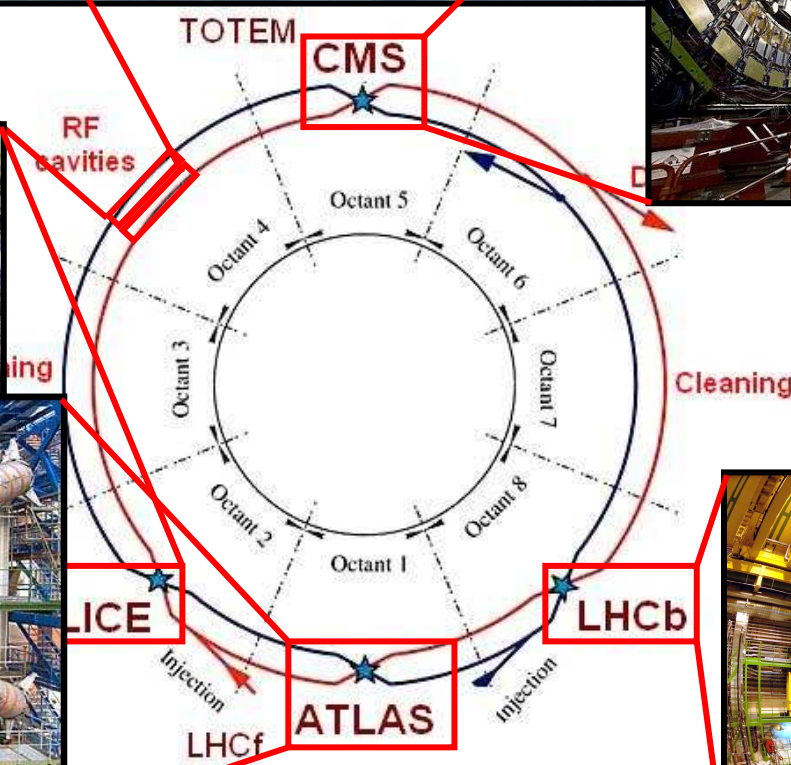 TOTEM
CMS
RF
cavities
D
Octant 5
Octant 4
Octant 6
Octant 3
Octant 7
ning
Cleaning
Octant 2
Octant 8
Octant 1
LICE
LHCb
Injection
Injection
ATLAS
LHCf